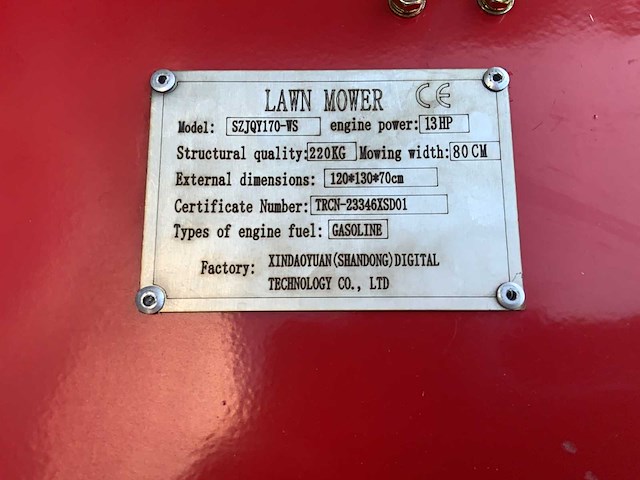 LAWN MOWER CE
Model: SZJQY170-WS engine power: 13HP
Structural quality: 220KG Mowing width: 80CM
External dimensions: 120*130*70cm
Certificate Number: TRCN-23346XSD01
Types of engine fuel: GASOLINE
Factory: XINDAOYUAN(SHANDONG)DIGITAL
TECHNOLOGY CO., LTD